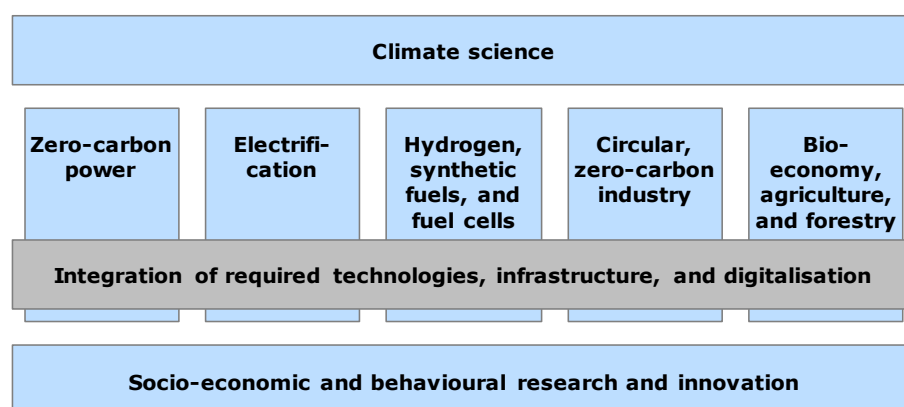 Climate science
Zero-carbon
power
Electrifi-
cation
Hydrogen,
synthetic
fuels, and
fuel cells
Circular,
zero-carbon
industry
Bio-
economy,
agriculture,
and forestry
Integration of required technologies, infrastructure, and digitalisation
Socio-economic and behavioural research and innovation